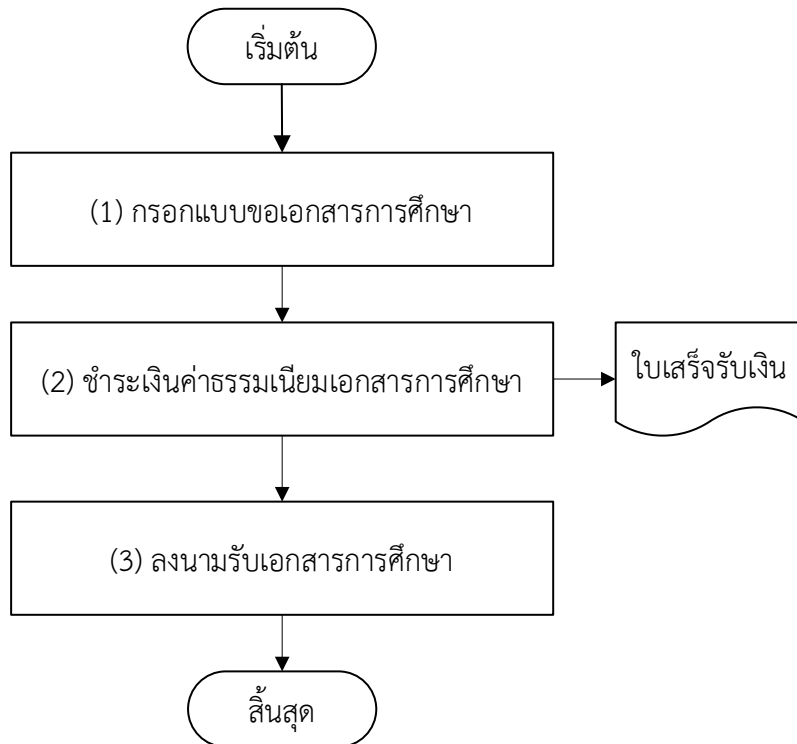 เริ่มต้น
(1) กรอกแบบขอเอกสารการศึกษา
(2) ชำระเงินค่าธรรมเนียมเอกสารการศึกษา
ใบเสร็จรับเงิน
(3) ลงนามรับเอกสารการศึกษา
สิ้นสุด